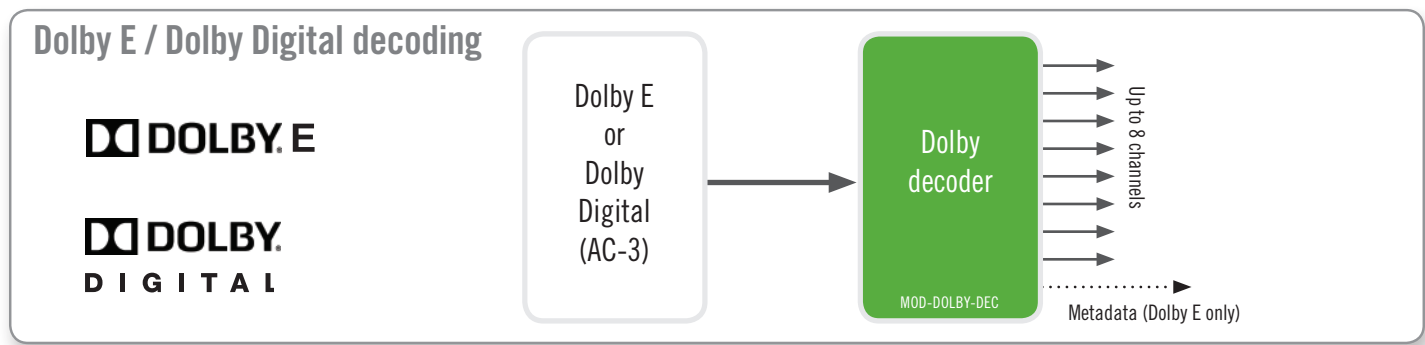 Dolby E / Dolby Digital decoding
DOLBY. E
DOLBY.
DIGITAL
Dolby E
or
Dolby
Digital
(AC-3)
Dolby
decoder
MOD-DOLBY-DEC
Up to 8 channels
Metadata (Dolby E only)